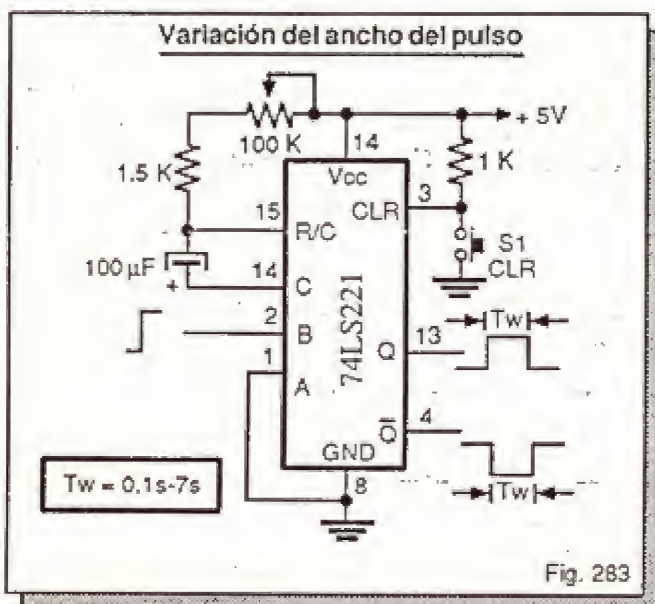 Variación del ancho del pulso
+ 5V
100 K
14
1 K
1.5 K
Vcc
3
CLR
15
R/C
S1
CLR
100 µF
+
14
C
2
B
Tw
13
Q
1
A
74LS221
4
Q
GND
Tw
8
Tw = 0.1s-7s
Fig. 283